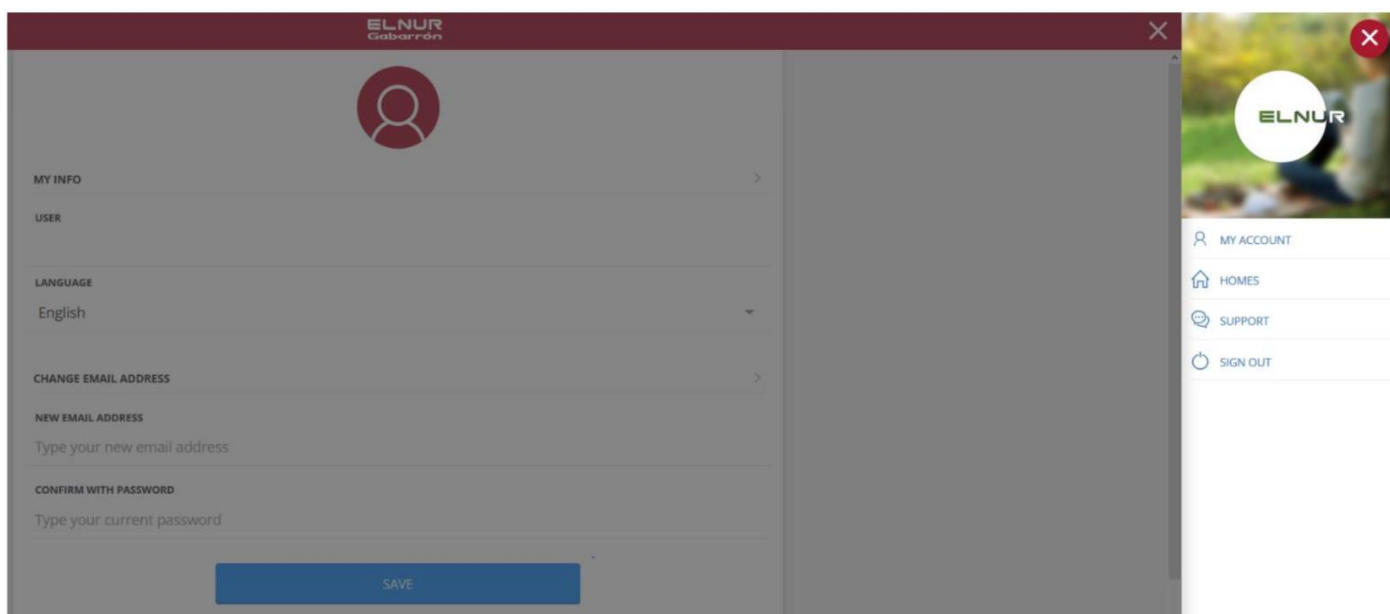 ELNUR
Gabarrón
MY INFO
USER
LANGUAGE
English
CHANGE EMAIL ADDRESS
NEW EMAIL ADDRESS
Type your new email address
CONFIRM WITH PASSWORD
Type your current password
SAVE
ELNUR
MY ACCOUNT
HOMES
SUPPORT
SIGN OUT